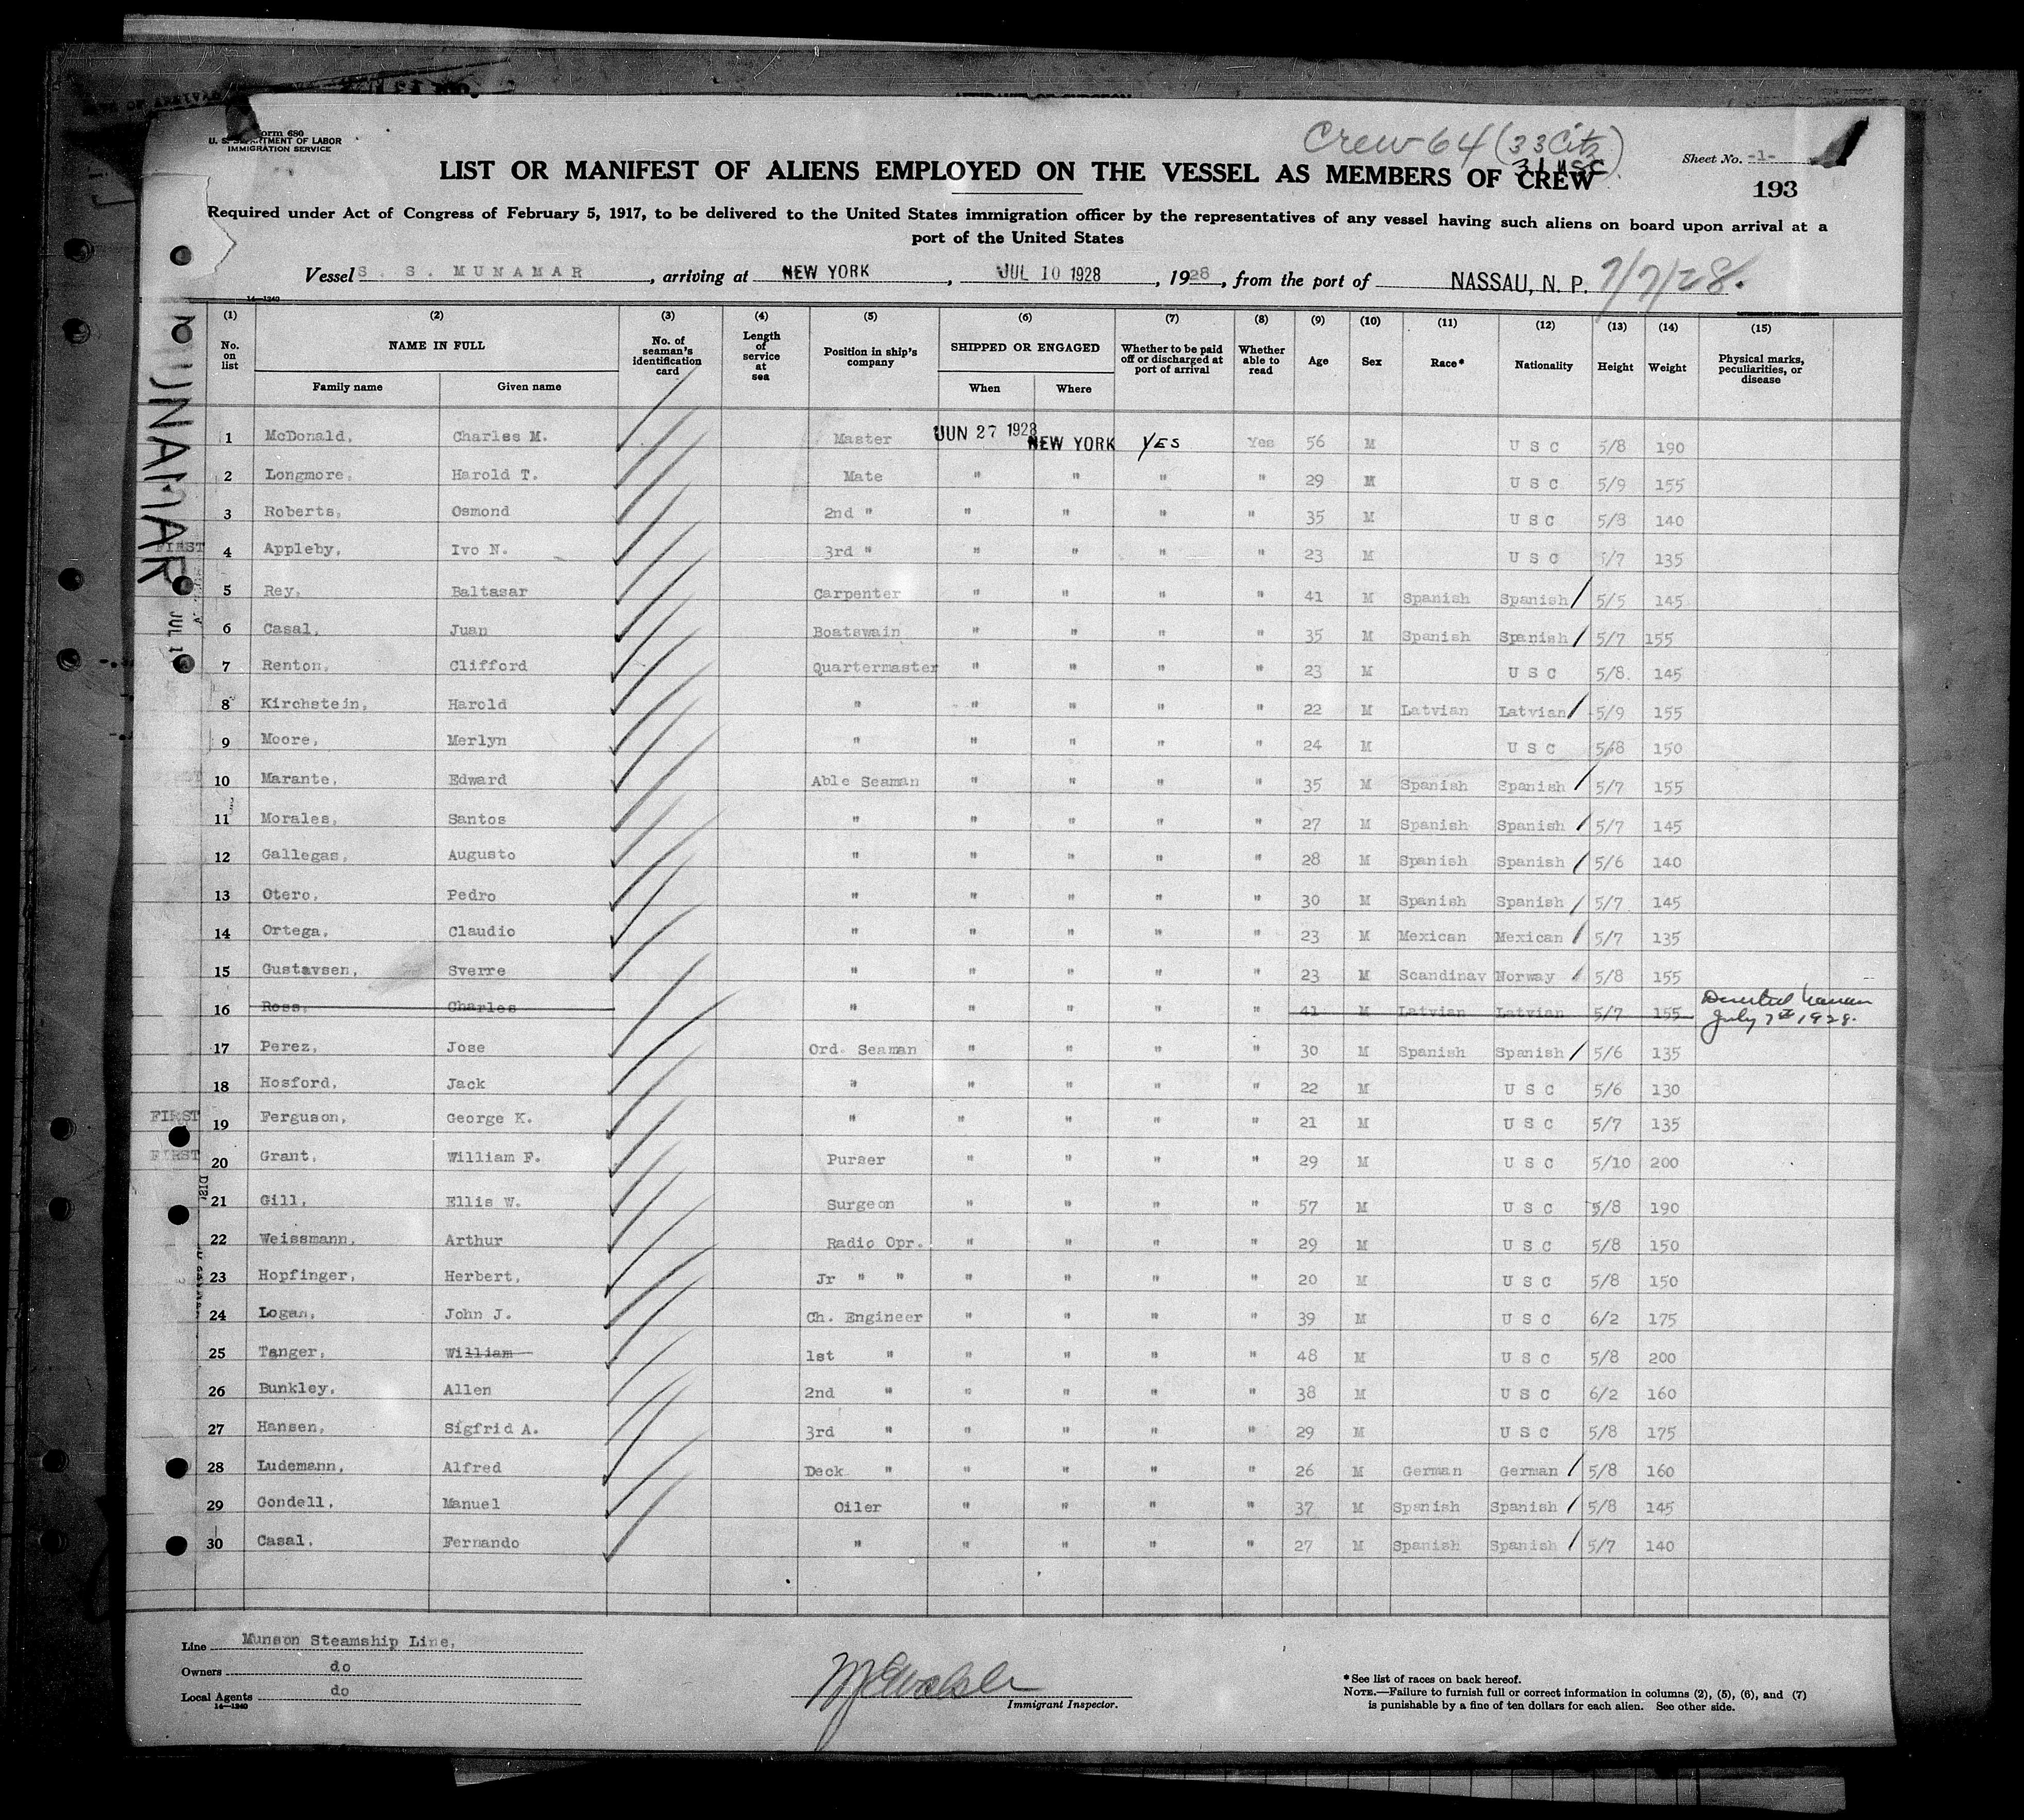 Form 680
U. S. DEPARTMENT OF LABOR
IMMIGRATION SERVICE
Crew 64 (33 Citz
31 USC)
Sheet No. -1-
LIST OR MANIFEST OF ALIENS EMPLOYED ON THE VESSEL AS MEMBERS OF CREW
193
Required under Act of Congress of February 5, 1917, to be delivered to the United States immigration officer by the representatives of any vessel having such aliens on board upon arrival at a
port of the United States
Vessel S. S. MUNAMAR, arriving at NEW YORK, JUL 10 1928, 1928, from the port of NASSAU, N. P. 7/7/28.
14—1240
(1) No. on list (2) NAME IN FULL Family name Given name (3) No. of seaman's identification card (4) Length of service at sea (5) Position in ship's company (6) SHIPPED OR ENGAGED When Where (7) Whether to be paid off or discharged at port of arrival (8) Whether able to read (9) Age (10) Sex (11) Race* (12) Nationality (13) Height (14) Weight (15) Physical marks, peculiarities, or disease
MUNAMAR
1 McDonald, Charles M. Master JUN 27 1928 NEW YORK YES Yes 56 M U S C 5/8 190
2 Longmore, Harold T. Mate " " " " 29 M U S C 5/9 155
3 Roberts, Osmond 2nd " " " " " 35 M U S C 5/8 140
FIRST 4 Appleby, Ivo N. 3rd " " " " " 23 M U S C 5/7 135
5 Rey, Baltasar Carpenter " " " " 41 M Spanish Spanish / 5/5 145
6 Casal, Juan Boatswain " " " " 35 M Spanish Spanish / 5/7 155
7 Renton, Clifford Quartermaster " " " " 23 M U S C 5/8 145
8 Kirchstein, Harold " " " " " 22 M Latvian Latvian / 5/9 155
9 Moore, Merlyn " " " " " 24 M U S C 5/8 150
10 Marante, Edward Able Seaman " " " " 35 M Spanish Spanish / 5/7 155
11 Morales, Santos " " " " " 27 M Spanish Spanish / 5/7 145
12 Gallegas, Augusto " " " " " 28 M Spanish Spanish / 5/6 140
13 Otero, Pedro " " " " " 30 M Spanish Spanish / 5/7 145
14 Ortega, Claudio " " " " " 23 M Mexican Mexican / 5/7 135
15 Gustavsen, Sverre " " " " " 23 M Scandinav Norway / 5/8 155
16 Ross, Charles " " " " " 41 M Latvian Latvian 5/7 155 Deserted Nassau
July 7th 1928.
17 Perez, Jose Ord. Seaman " " " " 30 M Spanish Spanish / 5/6 135
18 Hosford, Jack " " " " " 22 M U S C 5/6 130
FIRST 19 Ferguson, George K. " " " " " 21 M U S C 5/7 135
FIRST 20 Grant, William F. Purser " " " " 29 M U S C 5/10 200
21 Gill, Ellis W. Surgeon " " " " 57 M U S C 5/8 190
22 Weissmann, Arthur Radio Opr. " " " " 29 M U S C 5/8 150
23 Hopfinger, Herbert, Jr " " " " " " 20 M U S C 5/8 150
24 Logan, John J. Ch. Engineer " " " " 39 M U S C 6/2 175
25 Tanger, William 1st " " " " " 48 M U S C 5/8 200
26 Bunkley, Allen 2nd " " " " " 38 M U S C 6/2 160
27 Hansen, Sigfrid A. 3rd " " " " " 29 M U S C 5/8 175
28 Ludemann, Alfred Deck " " " " " 26 M German German / 5/8 160
29 Gondell, Manuel Oiler " " " " 37 M Spanish Spanish / 5/8 145
30 Casal, Fernando " " " " " 27 M Spanish Spanish / 5/7 140
Line Munson Steamship Line,
Owners do
Local Agents do
14—1240
Immigrant Inspector.
* See list of races on back hereof.
NOTE.—Failure to furnish full or correct information in columns (2), (5), (6), and (7)
is punishable by a fine of ten dollars for each alien. See other side.